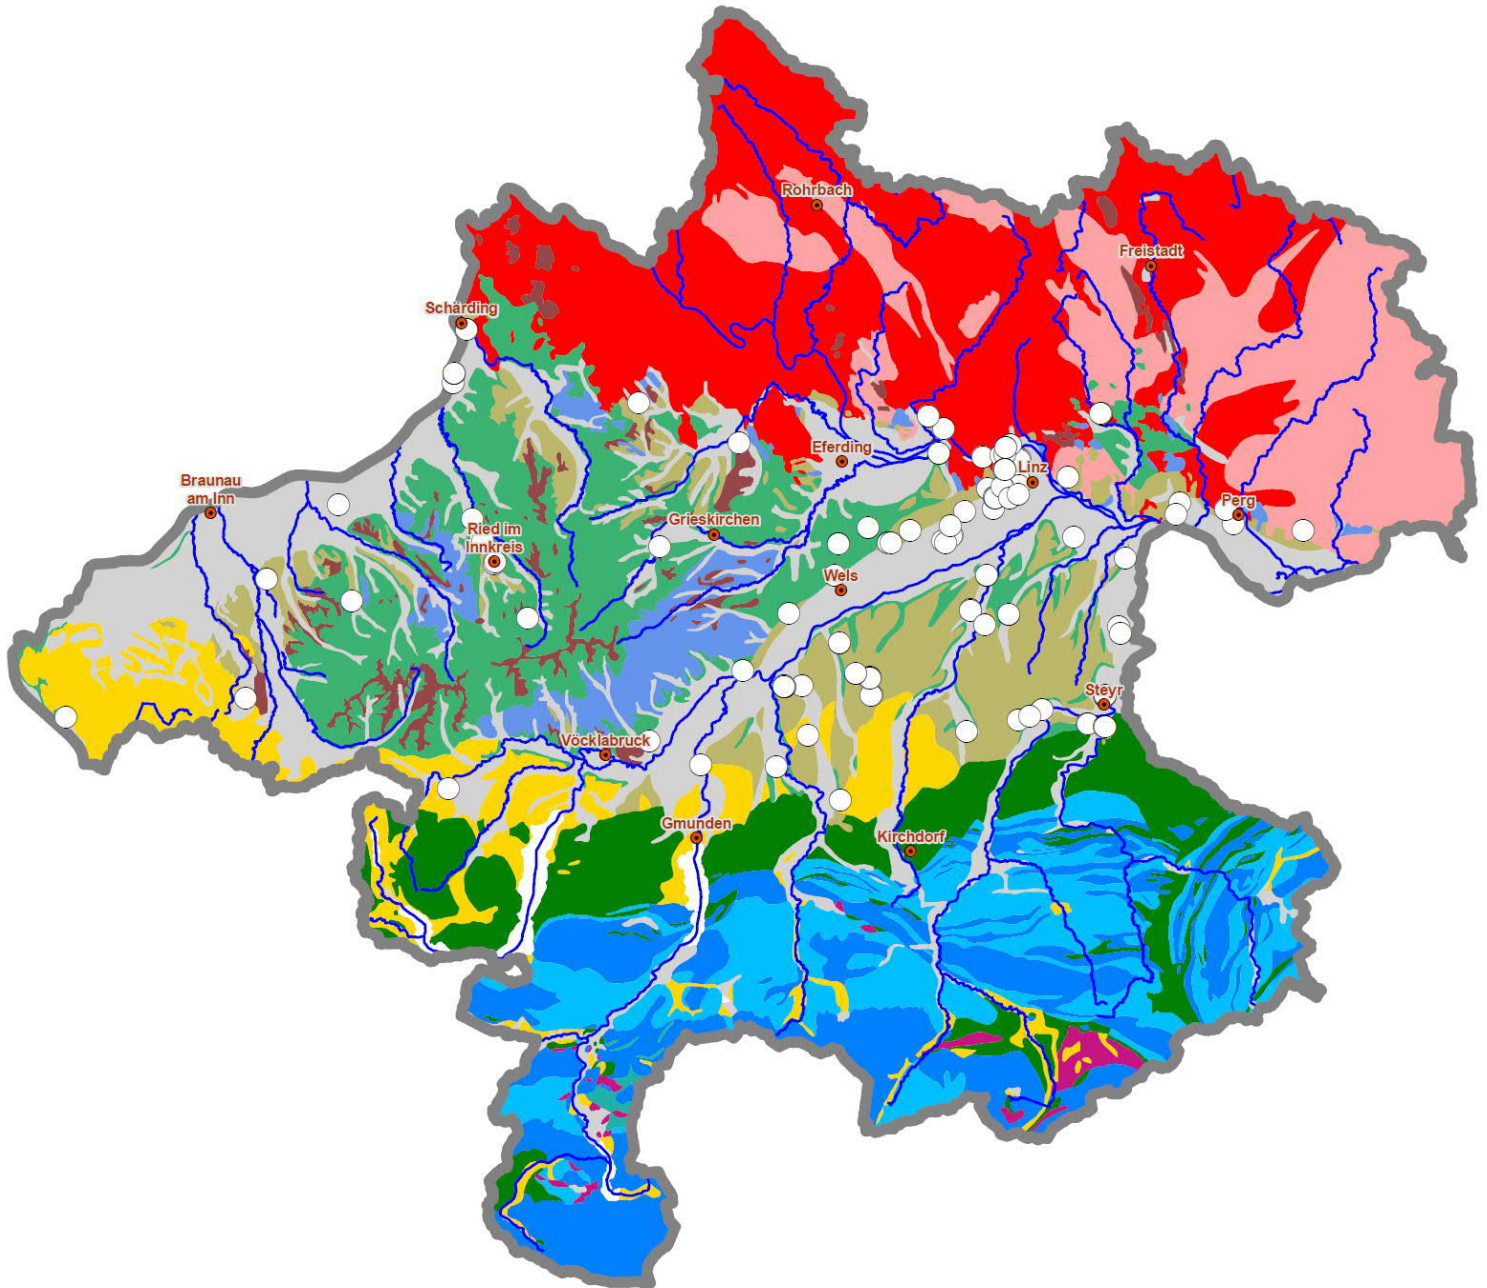 Rohrbach
Freistadt
Schärding
Eferding
Linz
Braunau
am Inn
Perg
Grieskirchen
Ried im
Innkreis
Wels
Steyr
Vöcklabruck
Gmunden
Kirchdorf